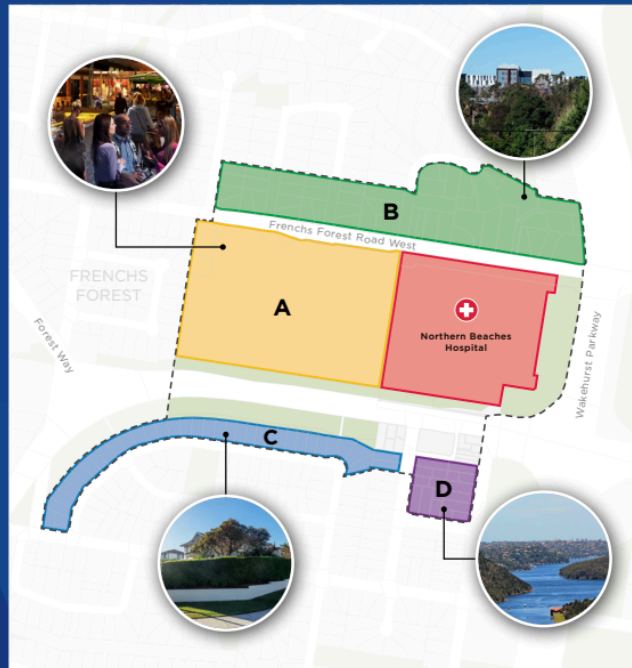 B
Frenchs Forest Road West
FRENCHS
FOREST
A
Northern Beaches
Hospital
Forest Way
Wakehurst Parkway
C
D